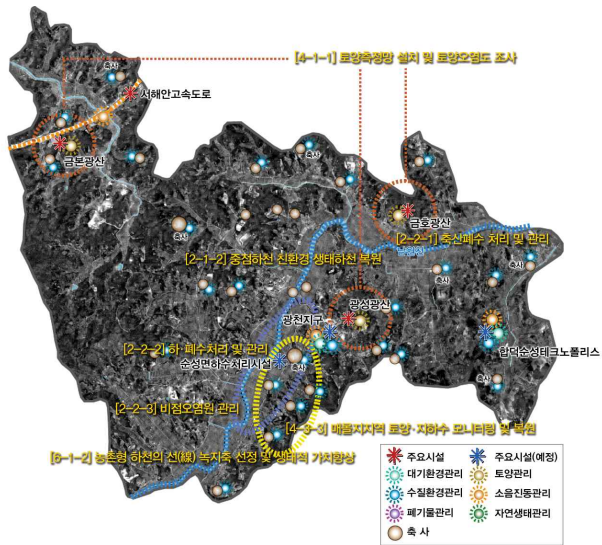 [4-1-1] 토양측정망 설치 및 토양오염도 조사
축사
서해안고속도로
금본광산
축사
금호광산
축사
[2-2-1] 축산폐수 처리 및 관리
남원천
[2-1-2] 중점하천 친환경 생태하천 복원
축사
축사
광성광산
광천지구
[2-2-2] 하·폐수처리 및 관리
순성면하수처리시설
축사
합덕순성테크노폴리스
축사
[2-2-3] 비점오염원 관리
[4-3-3] 매몰지지역 토양·지하수 모니터링 및 복원
[6-1-2] 농촌형 하천의 선(線) 녹지축 선정 및 생태적 가치향상
주요시설
주요시설(예정)
대기환경관리
토양관리
수질환경관리
소음진동관리
폐기물관리
자연생태관리
축 사